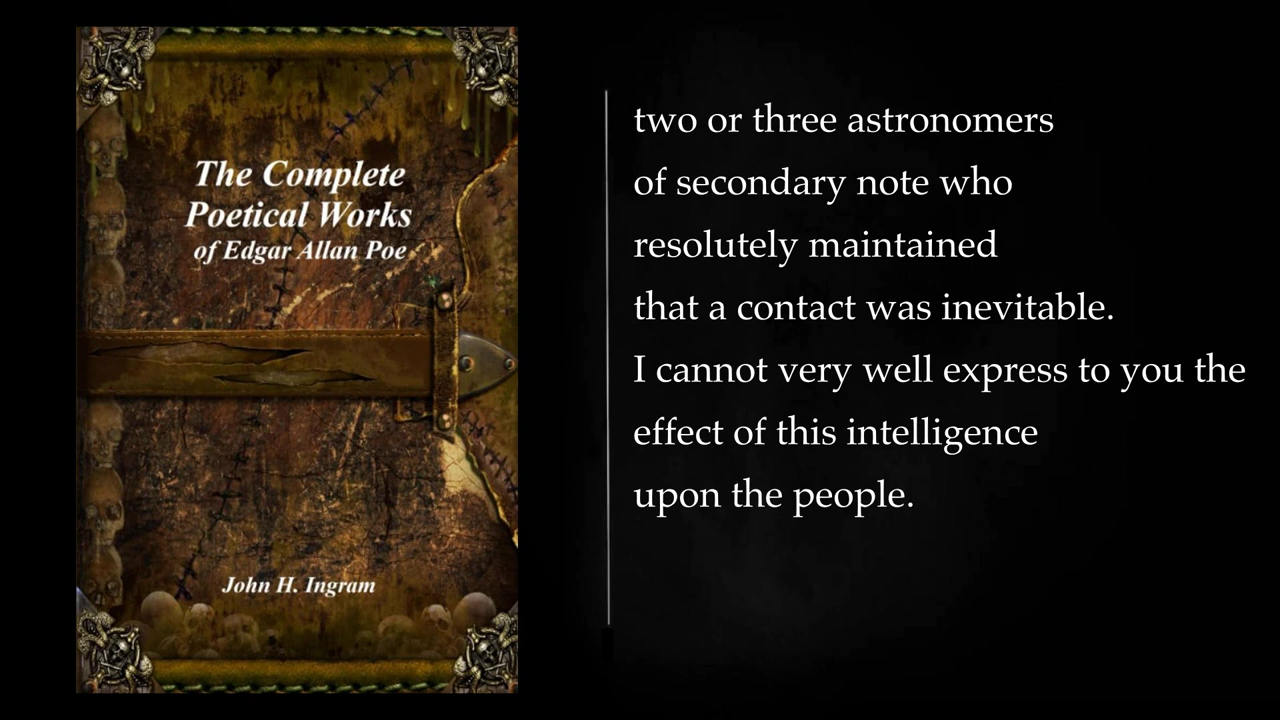 The Complete
Poetical Works
of Edgar Allan Poe
John H. Ingram
two or three astronomers
of secondary note who
resolutely maintained
that a contact was inevitable.
I cannot very well express to you the
effect of this intelligence
upon the people.